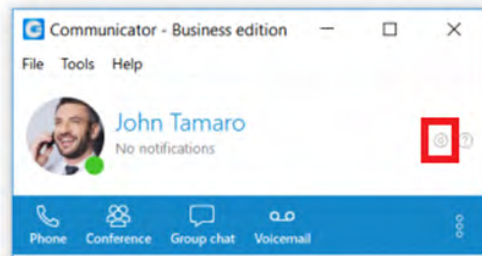 Communicator - Business edition
File Tools Help
John Tamaro
No notifications
Phone Conference Group chat Voicemail